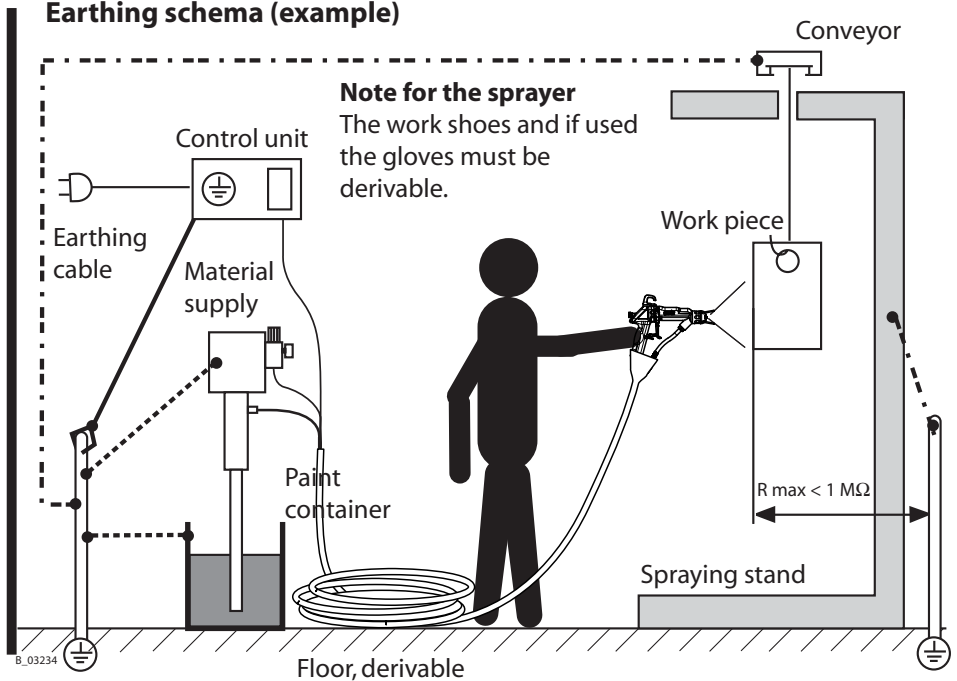 Earthing schema (example)
Conveyor
Note for the sprayer
The work shoes and if used
the gloves must be
derivable.
Control unit
Earthing
cable
Material
supply
Work piece
Paint
container
R max < 1 MΩ
Spraying stand
B_03234
Floor, derivable